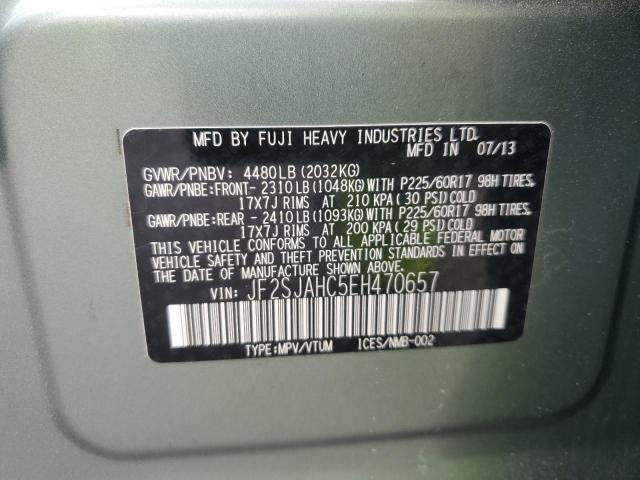 MFD BY FUJI HEAVY INDUSTRIES LTD.
MFD IN 07/13
GVWR/PNBV: 4480LB(2032KG)
GAWR/PNBE:FRONT- 2310LB(1048KG)WITH P225/60R17 98H TIRES,
17X7J RIMS AT 210 KPA(30 PSI)COLD
GAWR/PNBE:REAR - 2410LB(1093KG)WITH P225/60R17 98H TIRES,
17X7J RIMS AT 200 KPA(29 PSI)COLD
THIS VEHICLE CONFORMS TO ALL APPLICABLE FEDERAL MOTOR
VEHICLE SAFETY, BUMPER, AND THEFT PREVENTION STANDARDS IN
EFFECT ON THE DATE OF MANUFACTURE SHOWN ABOVE.
VIN: JF2SJAHC5EH470657
TYPE:MPV/VTUM ICES/NMB-002